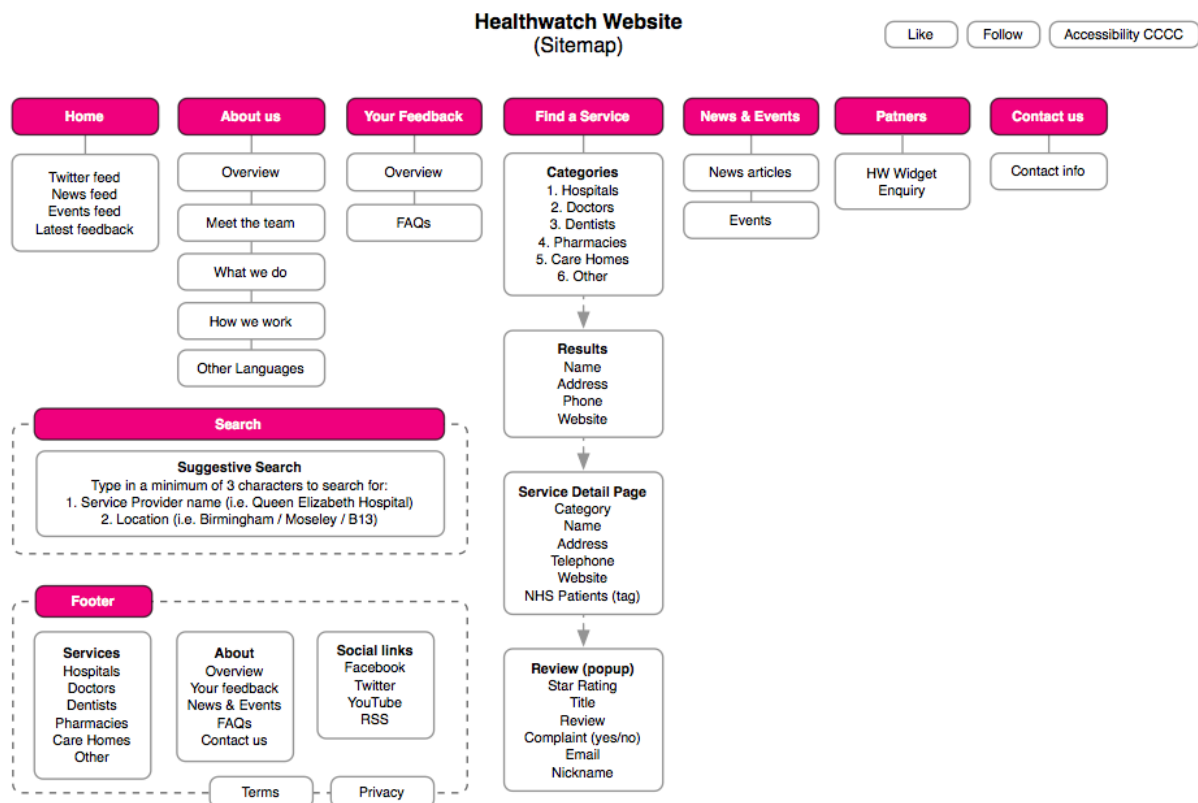 Healthwatch Website
(Sitemap)
Like
Follow
Accessibility CCCC
Home
Twitter feed
News feed
Events feed
Latest feedback
About us
Overview
Meet the team
What we do
How we work
Other Languages
Your Feedback
Overview
FAQs
Find a Service
Categories
1. Hospitals
2. Doctors
3. Dentists
4. Pharmacies
5. Care Homes
6. Other
Results
Name
Address
Phone
Website
Service Detail Page
Category
Name
Address
Telephone
Website
NHS Patients (tag)
Review (popup)
Star Rating
Title
Review
Complaint (yes/no)
Email
Nickname
News & Events
News articles
Events
Patners
HW Widget
Enquiry
Contact us
Contact info
Search
Suggestive Search
Type in a minimum of 3 characters to search for:
1. Service Provider name (i.e. Queen Elizabeth Hospital)
2. Location (i.e. Birmingham / Moseley / B13)
Footer
Services
Hospitals
Doctors
Dentists
Pharmacies
Care Homes
Other
About
Overview
Your feedback
News & Events
FAQs
Contact us
Social links
Facebook
Twitter
YouTube
RSS
Terms
Privacy